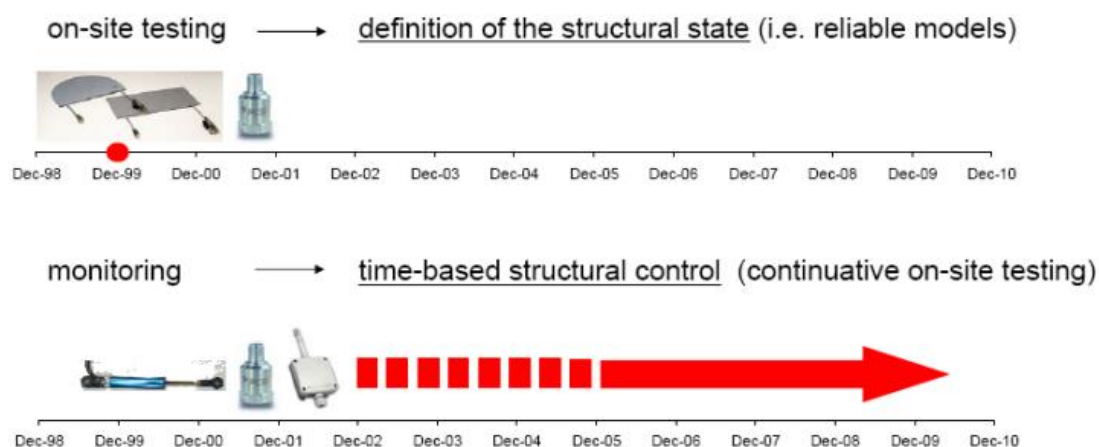 on-site testing → definition of the structural state (i.e. reliable models)
Dec-98 Dec-99 Dec-00 Dec-01 Dec-02 Dec-03 Dec-04 Dec-05 Dec-06 Dec-07 Dec-08 Dec-09 Dec-10
monitoring → time-based structural control (continuative on-site testing)
Dec-98 Dec-99 Dec-00 Dec-01 Dec-02 Dec-03 Dec-04 Dec-05 Dec-06 Dec-07 Dec-08 Dec-09 Dec-10